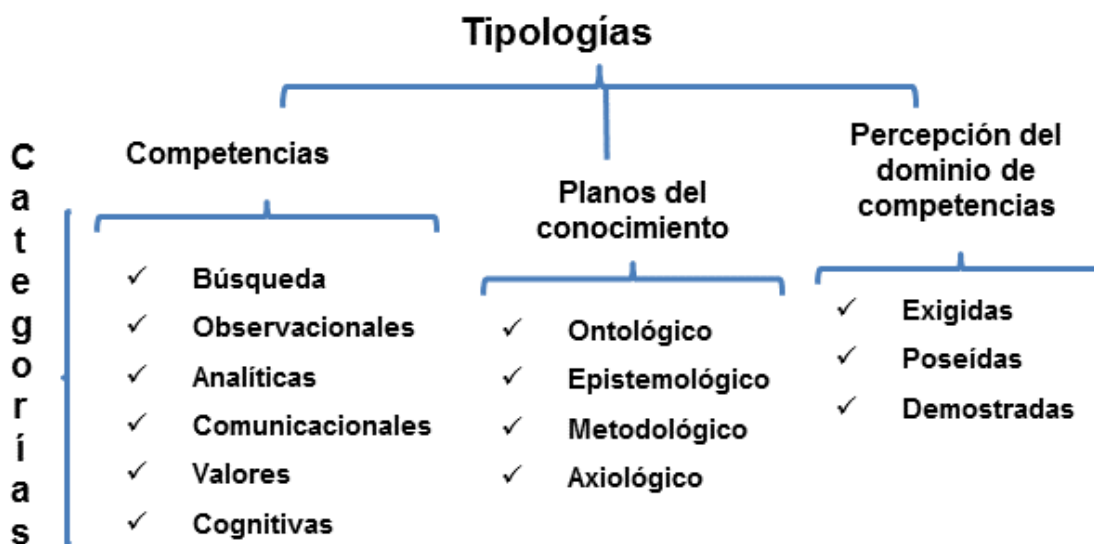 Tipologías
Categorías
Competencias
Búsqueda
Observacionales
Analíticas
Comunicacionales
Valores
Cognitivas
Planos del
conocimiento
Ontológico
Epistemológico
Metodológico
Axiológico
Percepción del
dominio de
competencias
Exigidas
Poseídas
Demostradas